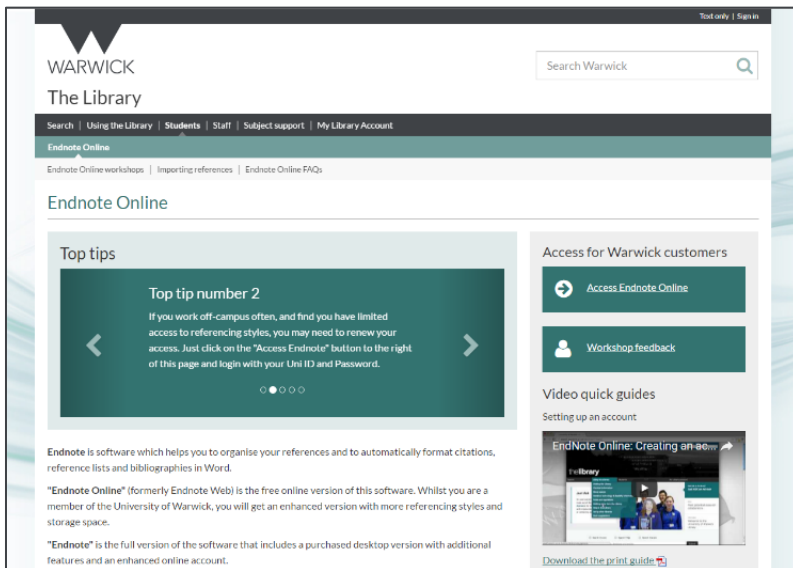 Text only | Sign in
WARWICK
Search Warwick
The Library
Search | Using the Library | Students | Staff | Subject support | My Library Account
Endnote Online
Endnote Online workshops | Importing references | Endnote Online FAQs
Endnote Online
Top tips
Top tip number 2
If you work off-campus often, and find you have limited
access to referencing styles, you may need to renew your
access. Just click on the "Access Endnote" button to the right
of this page and login with your Uni ID and Password.
Endnote is software which helps you to organise your references and to automatically format citations,
reference lists and bibliographies in Word.
"Endnote Online" (formerly Endnote Web) is the free online version of this software. Whilst you are a
member of the University of Warwick, you will get an enhanced version with more referencing styles and
storage space.
"Endnote" is the full version of the software that includes a purchased desktop version with additional
features and an enhanced online account.
Access for Warwick customers
Access Endnote Online
Workshop feedback
Video quick guides
Setting up an account
EndNote Online: Creating an ac...
thelibrary
Download the print guide